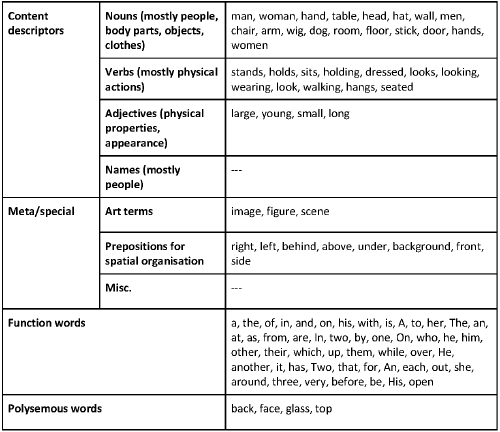 Content descriptors
Nouns (mostly people, body parts, objects, clothes)
man, woman, hand, table, head, hat, wall, men,
chair, arm, wig, dog, room, floor, stick, door, hands,
women
Verbs (mostly physical actions)
stands, holds, sits, holding, dressed, looks, looking,
wearing, look, walking, hangs, seated
Adjectives (physical properties, appearance)
large, young, small, long
Names (mostly people)
---
Meta/special
Art terms
image, figure, scene
Prepositions for spatial organisation
right, left, behind, above, under, background, front,
side
Misc.
---
Function words
a, the, of, in, and, on, his, with, is, A, to, her, The, an,
at, as, from, are, In, two, by, one, On, who, he, him,
other, their, which, up, them, while, over, He,
another, it, has, Two, that, for, An, each, out, she,
around, three, very, before, be, His, open
Polysemous words
back, face, glass, top